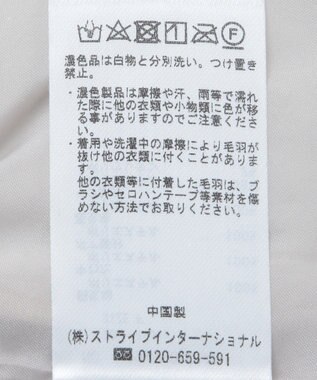 濃色品は白物と分別洗い。つけ置き
禁止。
・濃色製品は摩擦や汗、雨等で濡れ
た際に他の衣類や小物類に色が移
る事がありますのでご注意くださ
い。
・着用や洗濯中の摩擦により毛羽が
抜け他の衣類に付くことがありま
す。
他の衣類等に付着した毛羽は、ブ
ラシやセロハンテープ等素材を傷
めない方法でお取りください。
中国製
(株)ストライプインターナショナル
0120-659-591